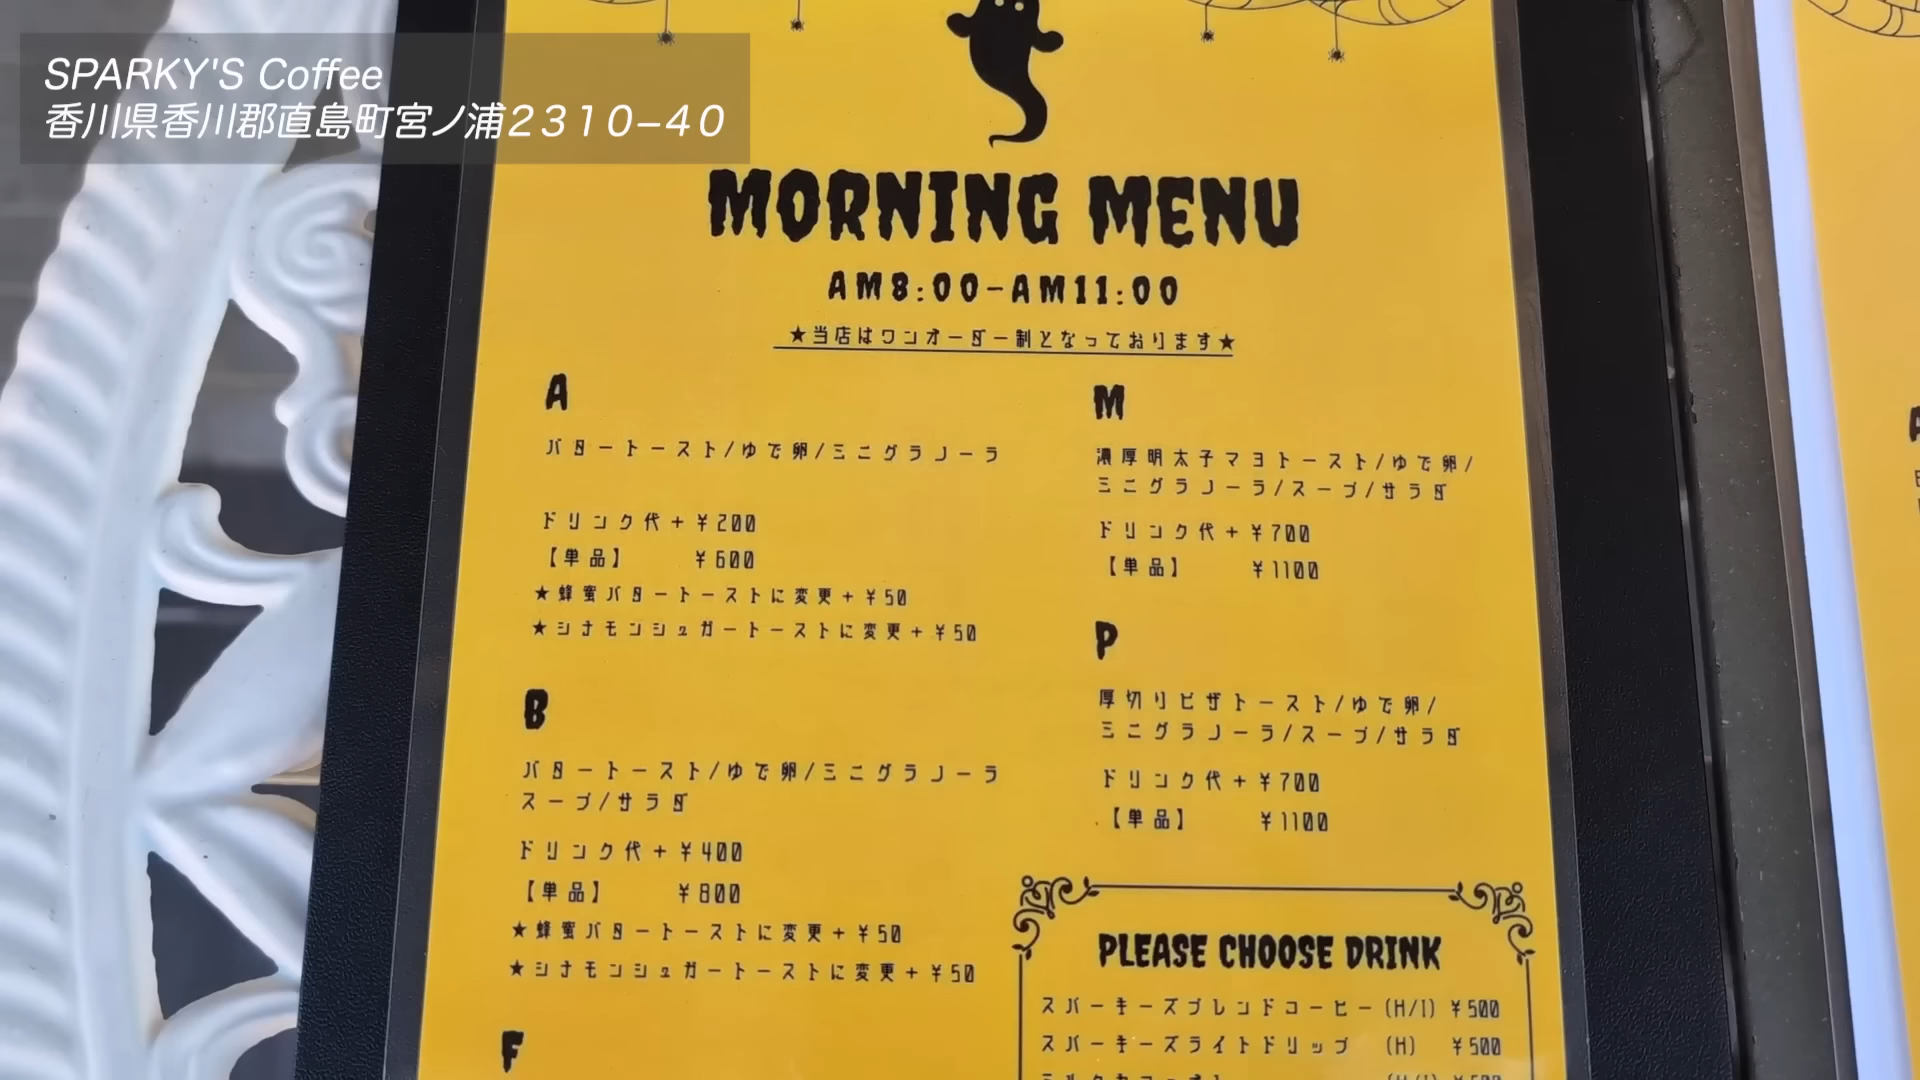 SPARKY'S Coffee
香川県香川郡直島町宮ノ浦2310-40
MORNING MENU
AM8:00-AM11:00
★当店はワンオーダー制となっております★
A
バタートースト/ゆで卵/ミニグラノーラ
ドリンク代+¥200
【単品】 ¥600
★蜂蜜バタートーストに変更+¥50
★シナモンシュガートーストに変更+¥50
B
バタートースト/ゆで卵/ミニグラノーラ
スープ/サラダ
ドリンク代+¥400
【単品】 ¥800
★蜂蜜バタートーストに変更+¥50
★シナモンシュガートーストに変更+¥50
F
M
濃厚明太子マヨトースト/ゆで卵/
ミニグラノーラ/スープ/サラダ
ドリンク代+¥700
【単品】 ¥1100
P
厚切りピザトースト/ゆで卵/
ミニグラノーラ/スープ/サラダ
ドリンク代+¥700
【単品】 ¥1100
PLEASE CHOOSE DRINK
スパーキーズブレンドコーヒー(H/I) ¥500
スパーキーズライトドリップ (H) ¥500